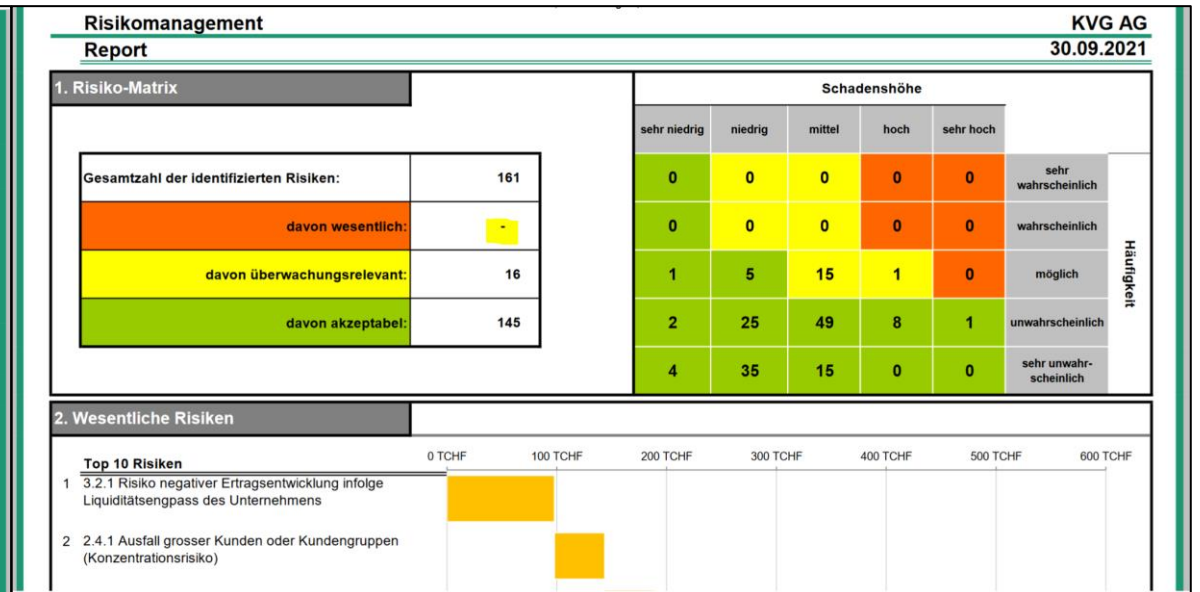 Risikomanagement KVG AG
Report 30.09.2021
1. Risiko-Matrix
Schadenshöhe
sehr niedrig niedrig mittel hoch sehr hoch
Gesamtzahl der identifizierten Risiken: 161
davon wesentlich: -
davon überwachungsrelevant: 16
davon akzeptabel: 145
0 0 0 0 0 sehr
wahrscheinlich
0 0 0 0 0 wahrscheinlich
1 5 15 1 0 möglich
2 25 49 8 1 unwahrscheinlich
4 35 15 0 0 sehr unwahr-
scheinlich
Häufigkeit
2. Wesentliche Risiken
Top 10 Risiken
0 TCHF 100 TCHF 200 TCHF 300 TCHF 400 TCHF 500 TCHF 600 TCHF
1 3.2.1 Risiko negativer Ertragsentwicklung infolge
Liquiditätsengpass des Unternehmens
2 2.4.1 Ausfall grosser Kunden oder Kundengruppen
(Konzentrationsrisiko)